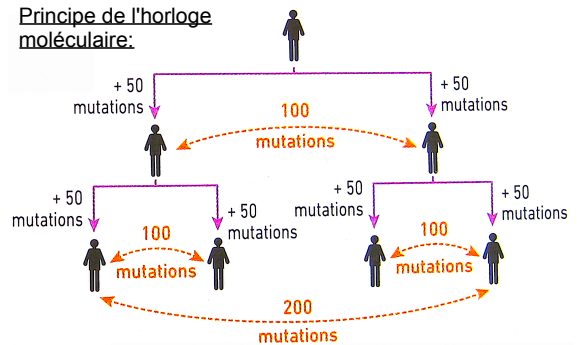 Principe de l'horloge
moléculaire:
+ 50
mutations
+ 50
mutations
100
mutations
+ 50
mutations
+ 50
mutations
+ 50
mutations
+ 50
mutations
100
mutations
100
mutations
200
mutations